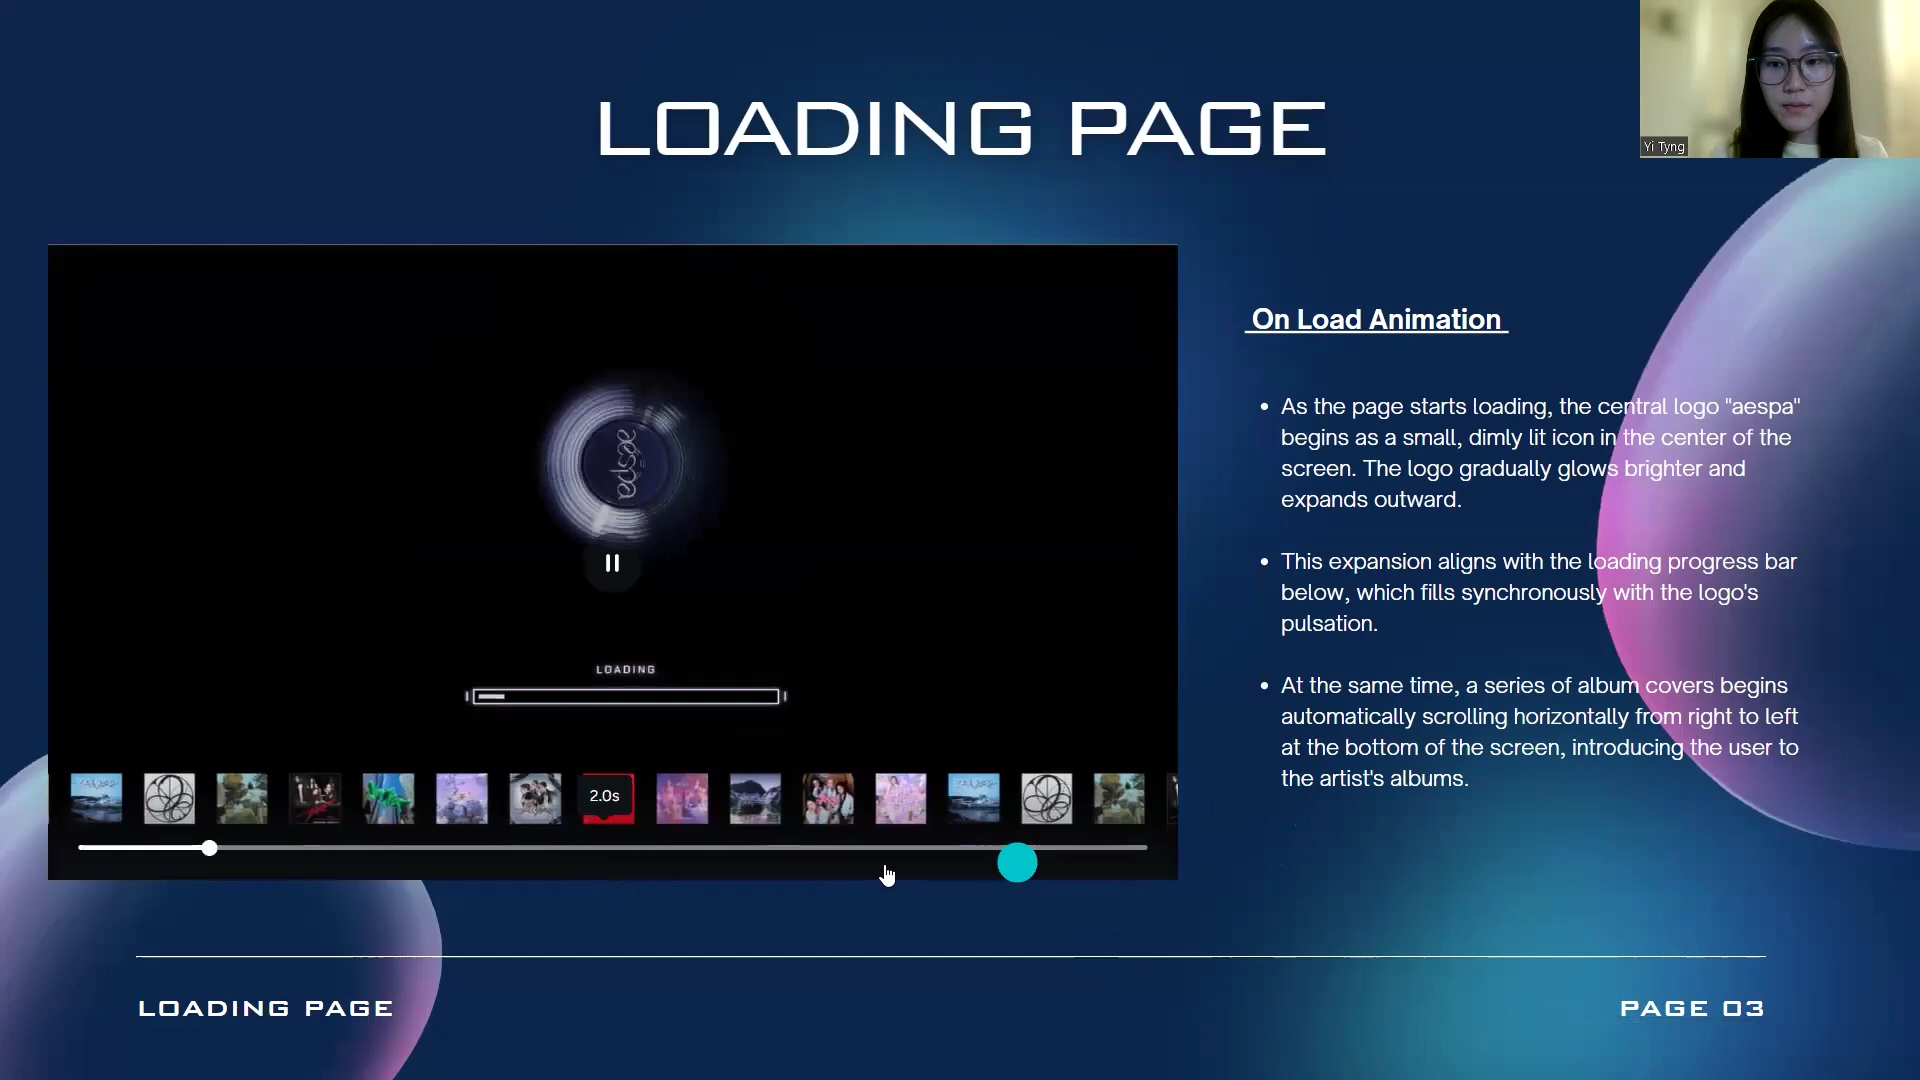 LOADING PAGE
Yi Tyng
On Load Animation
• As the page starts loading, the central logo "aespa"
begins as a small, dimly lit icon in the center of the
screen. The logo gradually glows brighter and
expands outward.
• This expansion aligns with the loading progress bar
below, which fills synchronously with the logo's
pulsation.
• At the same time, a series of album covers begins
automatically scrolling horizontally from right to left
at the bottom of the screen, introducing the user to
the artist's albums.
aespa
LOADING
2.0s
LOADING PAGE
PAGE 03